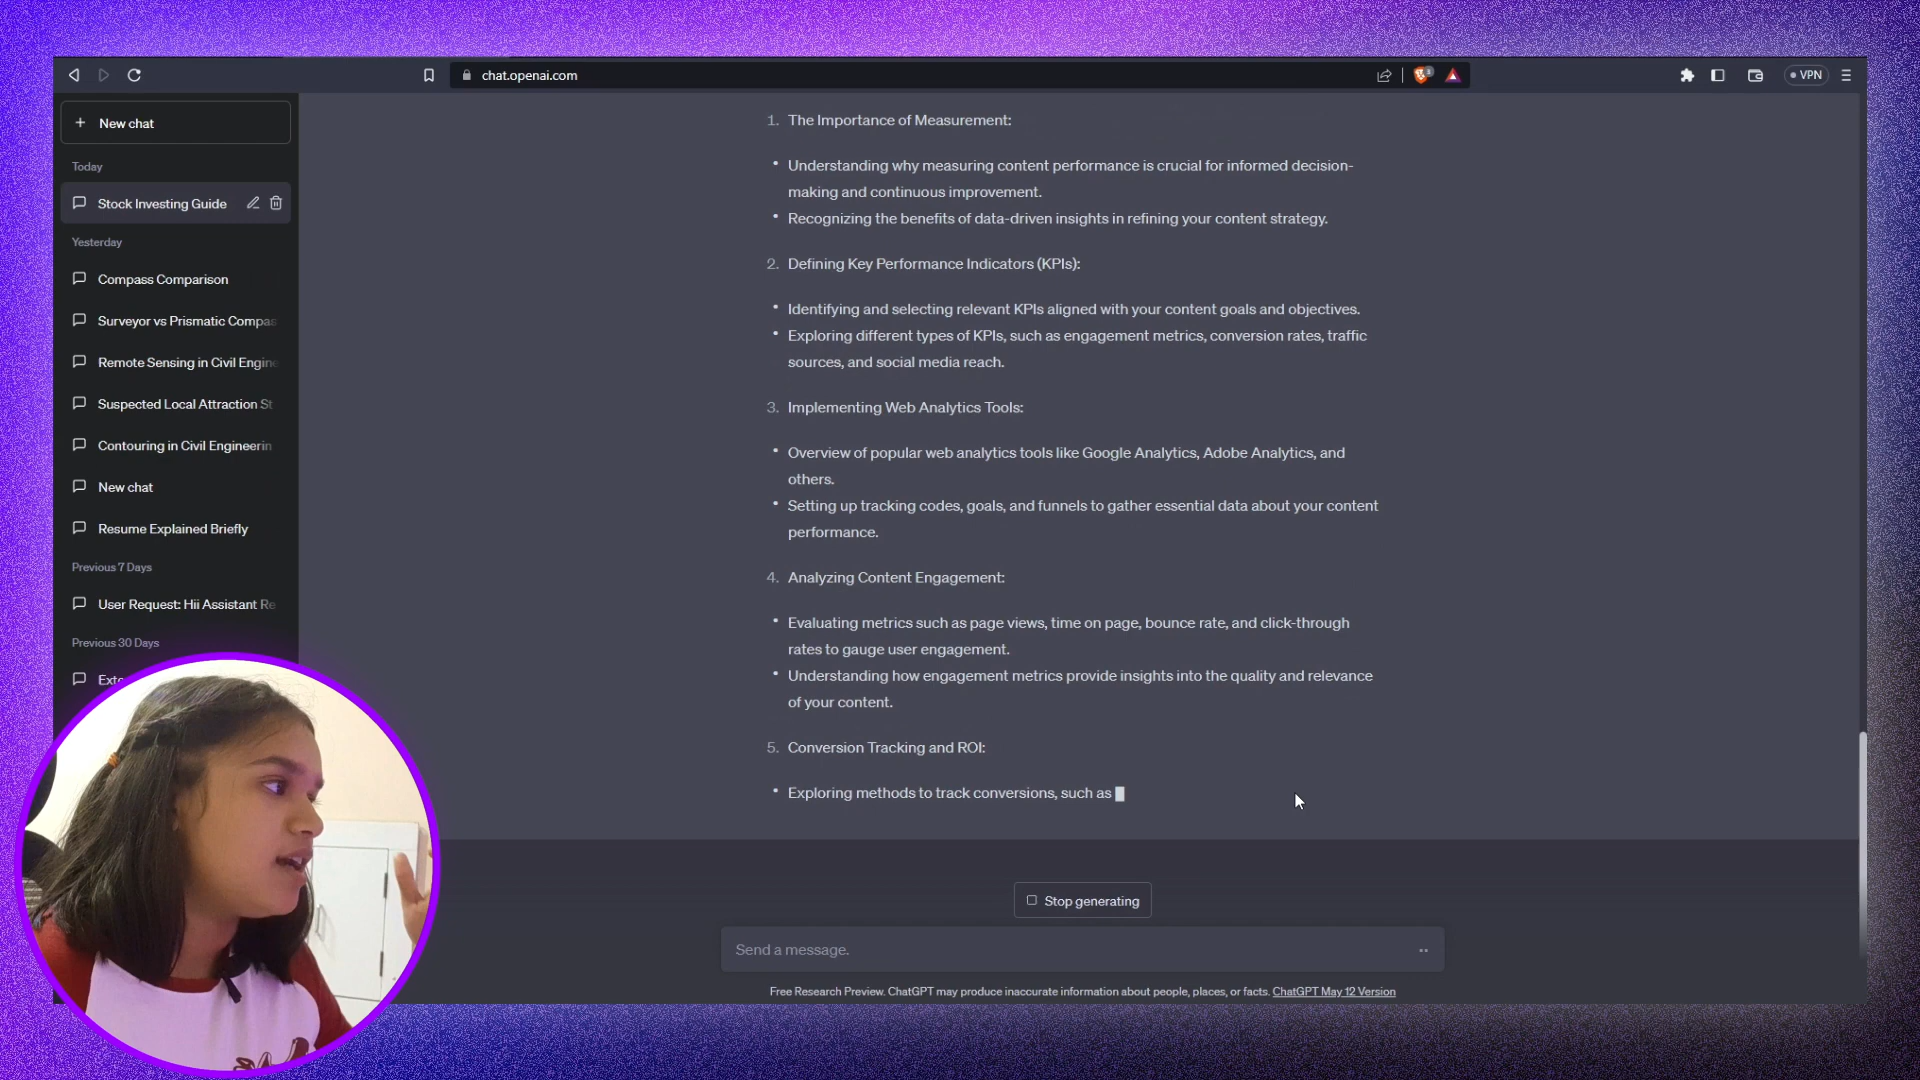 chat.openai.com
VPN
New chat
Today
Stock Investing Guide
Yesterday
Compass Comparison
Surveyor vs Prismatic Compas
Remote Sensing in Civil Engine
Suspected Local Attraction St
Contouring in Civil Engineerin
New chat
Resume Explained Briefly
Previous 7 Days
User Request: Hii Assistant Re
Previous 30 Days
Exte
1. The Importance of Measurement:
• Understanding why measuring content performance is crucial for informed decision-
making and continuous improvement.
• Recognizing the benefits of data-driven insights in refining your content strategy.
2. Defining Key Performance Indicators (KPIs):
• Identifying and selecting relevant KPIs aligned with your content goals and objectives.
• Exploring different types of KPIs, such as engagement metrics, conversion rates, traffic
sources, and social media reach.
3. Implementing Web Analytics Tools:
• Overview of popular web analytics tools like Google Analytics, Adobe Analytics, and
others.
• Setting up tracking codes, goals, and funnels to gather essential data about your content
performance.
4. Analyzing Content Engagement:
• Evaluating metrics such as page views, time on page, bounce rate, and click-through
rates to gauge user engagement.
• Understanding how engagement metrics provide insights into the quality and relevance
of your content.
5. Conversion Tracking and ROI:
• Exploring methods to track conversions, such as
Stop generating
Send a message.
Free Research Preview. ChatGPT may produce inaccurate information about people, places, or facts. ChatGPT May 12 Version